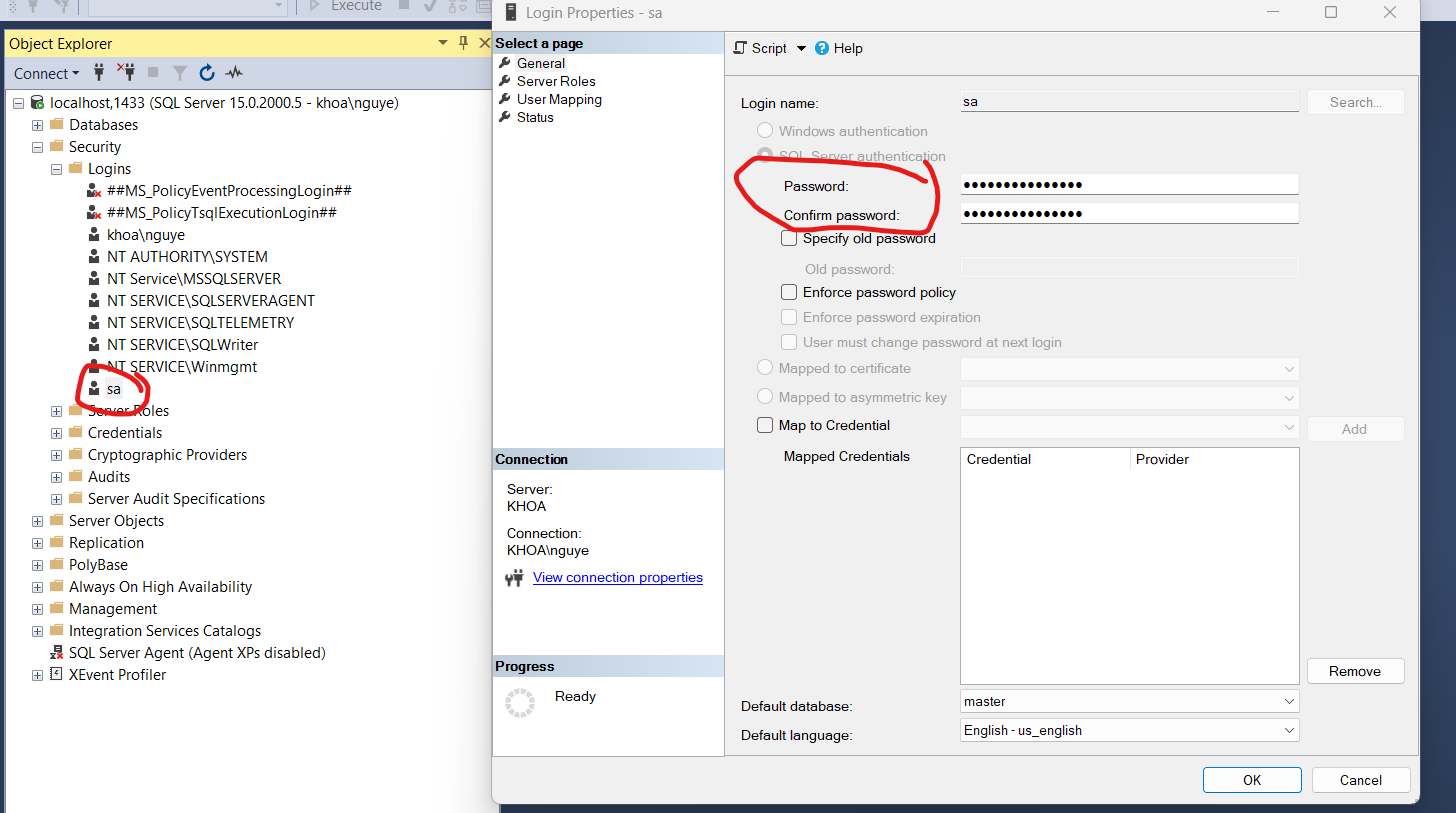 Execute
Object Explorer
Connect
localhost,1433 (SQL Server 15.0.2000.5 - khoa\nguye)
Databases
Security
Logins
##MS_PolicyEventProcessingLogin##
##MS_PolicyTsqlExecutionLogin##
khoa\nguye
NT AUTHORITY\SYSTEM
NT Service\MSSQLSERVER
NT SERVICE\SQLSERVERAGENT
NT SERVICE\SQLTELEMETRY
NT SERVICE\SQLWriter
NT SERVICE\Winmgmt
sa
Server Roles
Credentials
Cryptographic Providers
Audits
Server Audit Specifications
Server Objects
Replication
PolyBase
Always On High Availability
Management
Integration Services Catalogs
SQL Server Agent (Agent XPs disabled)
XEvent Profiler
Login Properties - sa
Select a page
General
Server Roles
User Mapping
Status
Connection
Server:
KHOA
Connection:
KHOA\nguye
View connection properties
Progress
Ready
Script Help
Login name: sa Search...
Windows authentication
SQL Server authentication
Password: ●●●●●●●●●●●●●●●
Confirm password: ●●●●●●●●●●●●●●●
Specify old password
Old password:
Enforce password policy
Enforce password expiration
User must change password at next login
Mapped to certificate
Mapped to asymmetric key
Map to Credential Add
Mapped Credentials Credential Provider
Remove
Default database: master
Default language: English - us_english
OK Cancel